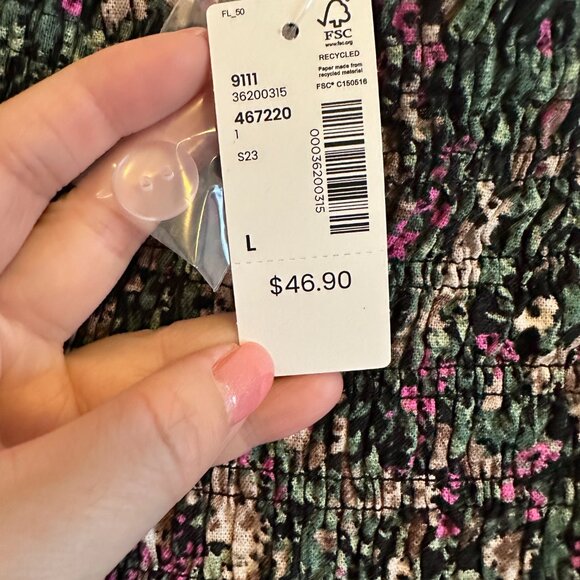 FL_50
FSC
www.fsc.org
RECYCLED
Paper made from
recycled material
FSC® C150516
9111
36200315
467220
1
S23
00036200315
L
$46.90